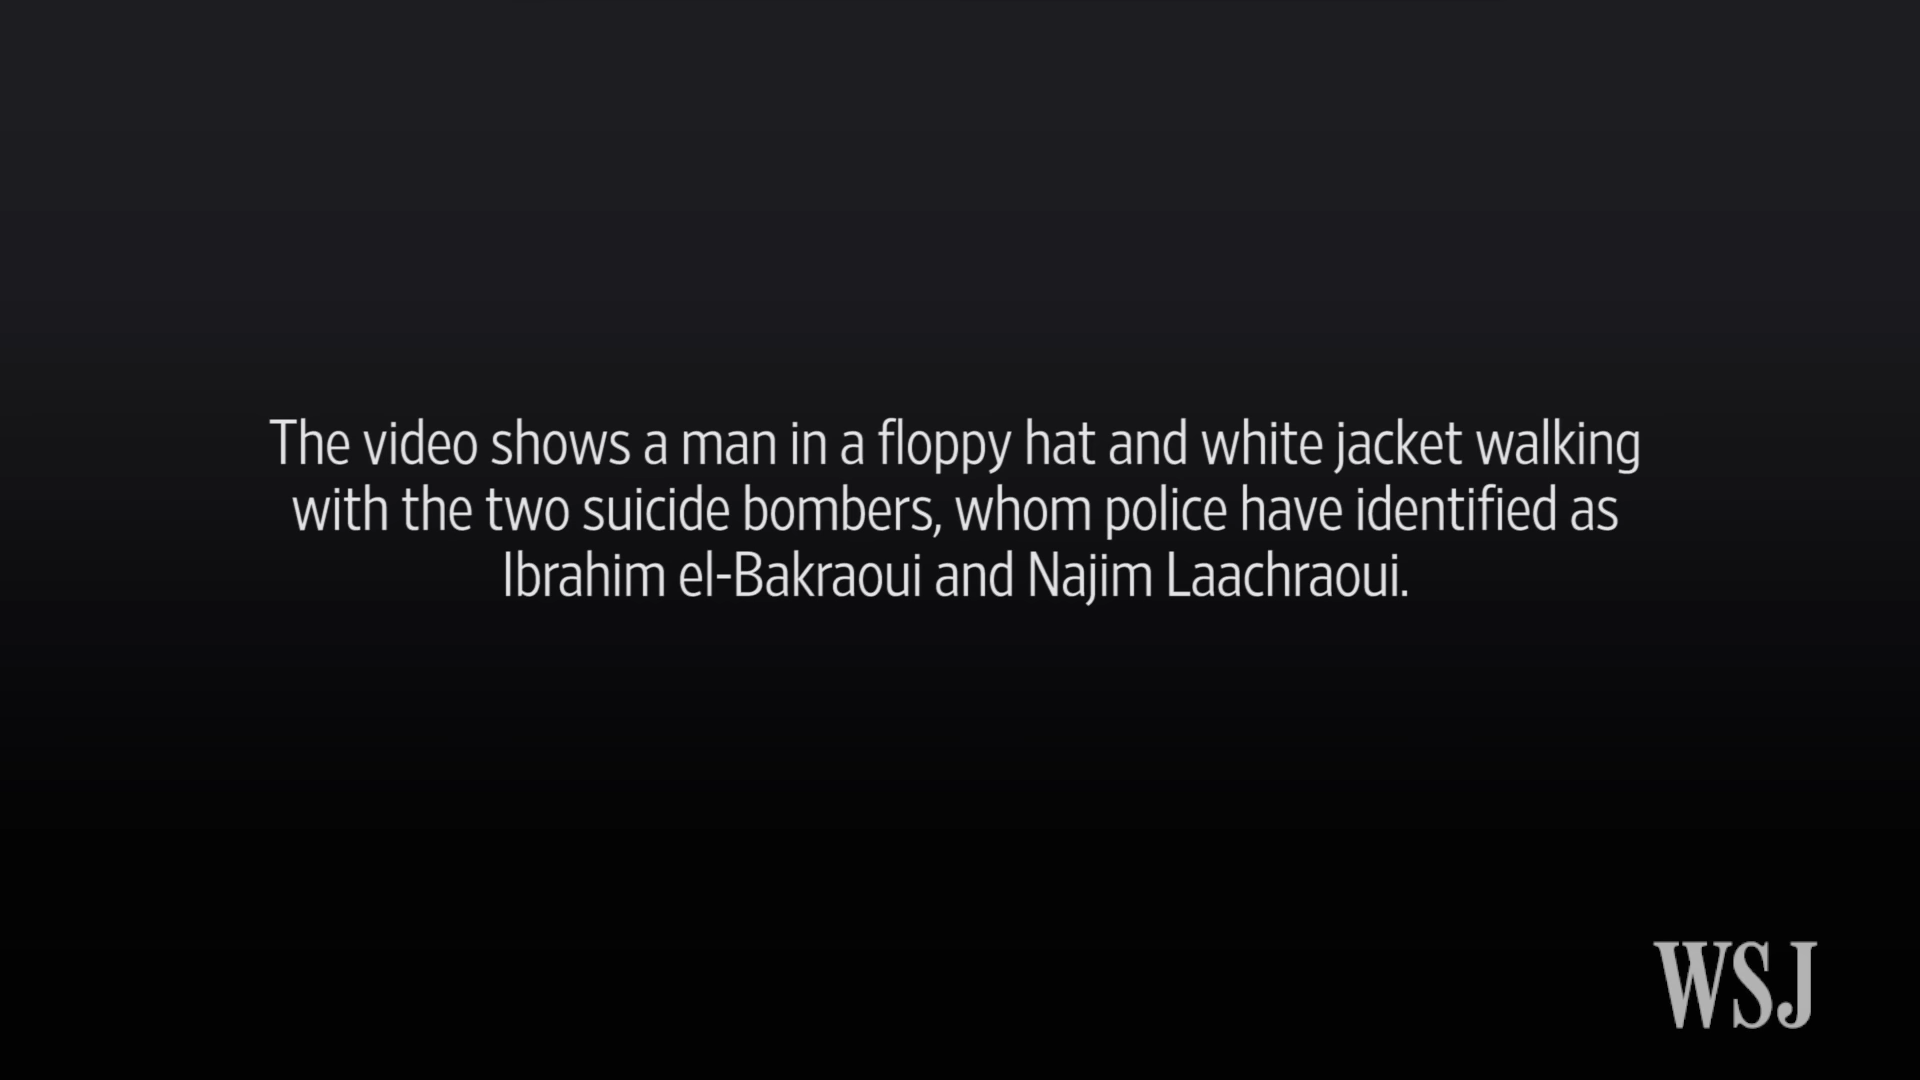 The video shows a man in a floppy hat and white jacket walking
with the two suicide bombers, whom police have identified as
Ibrahim el-Bakraoui and Najim Laachraoui.
WSJ